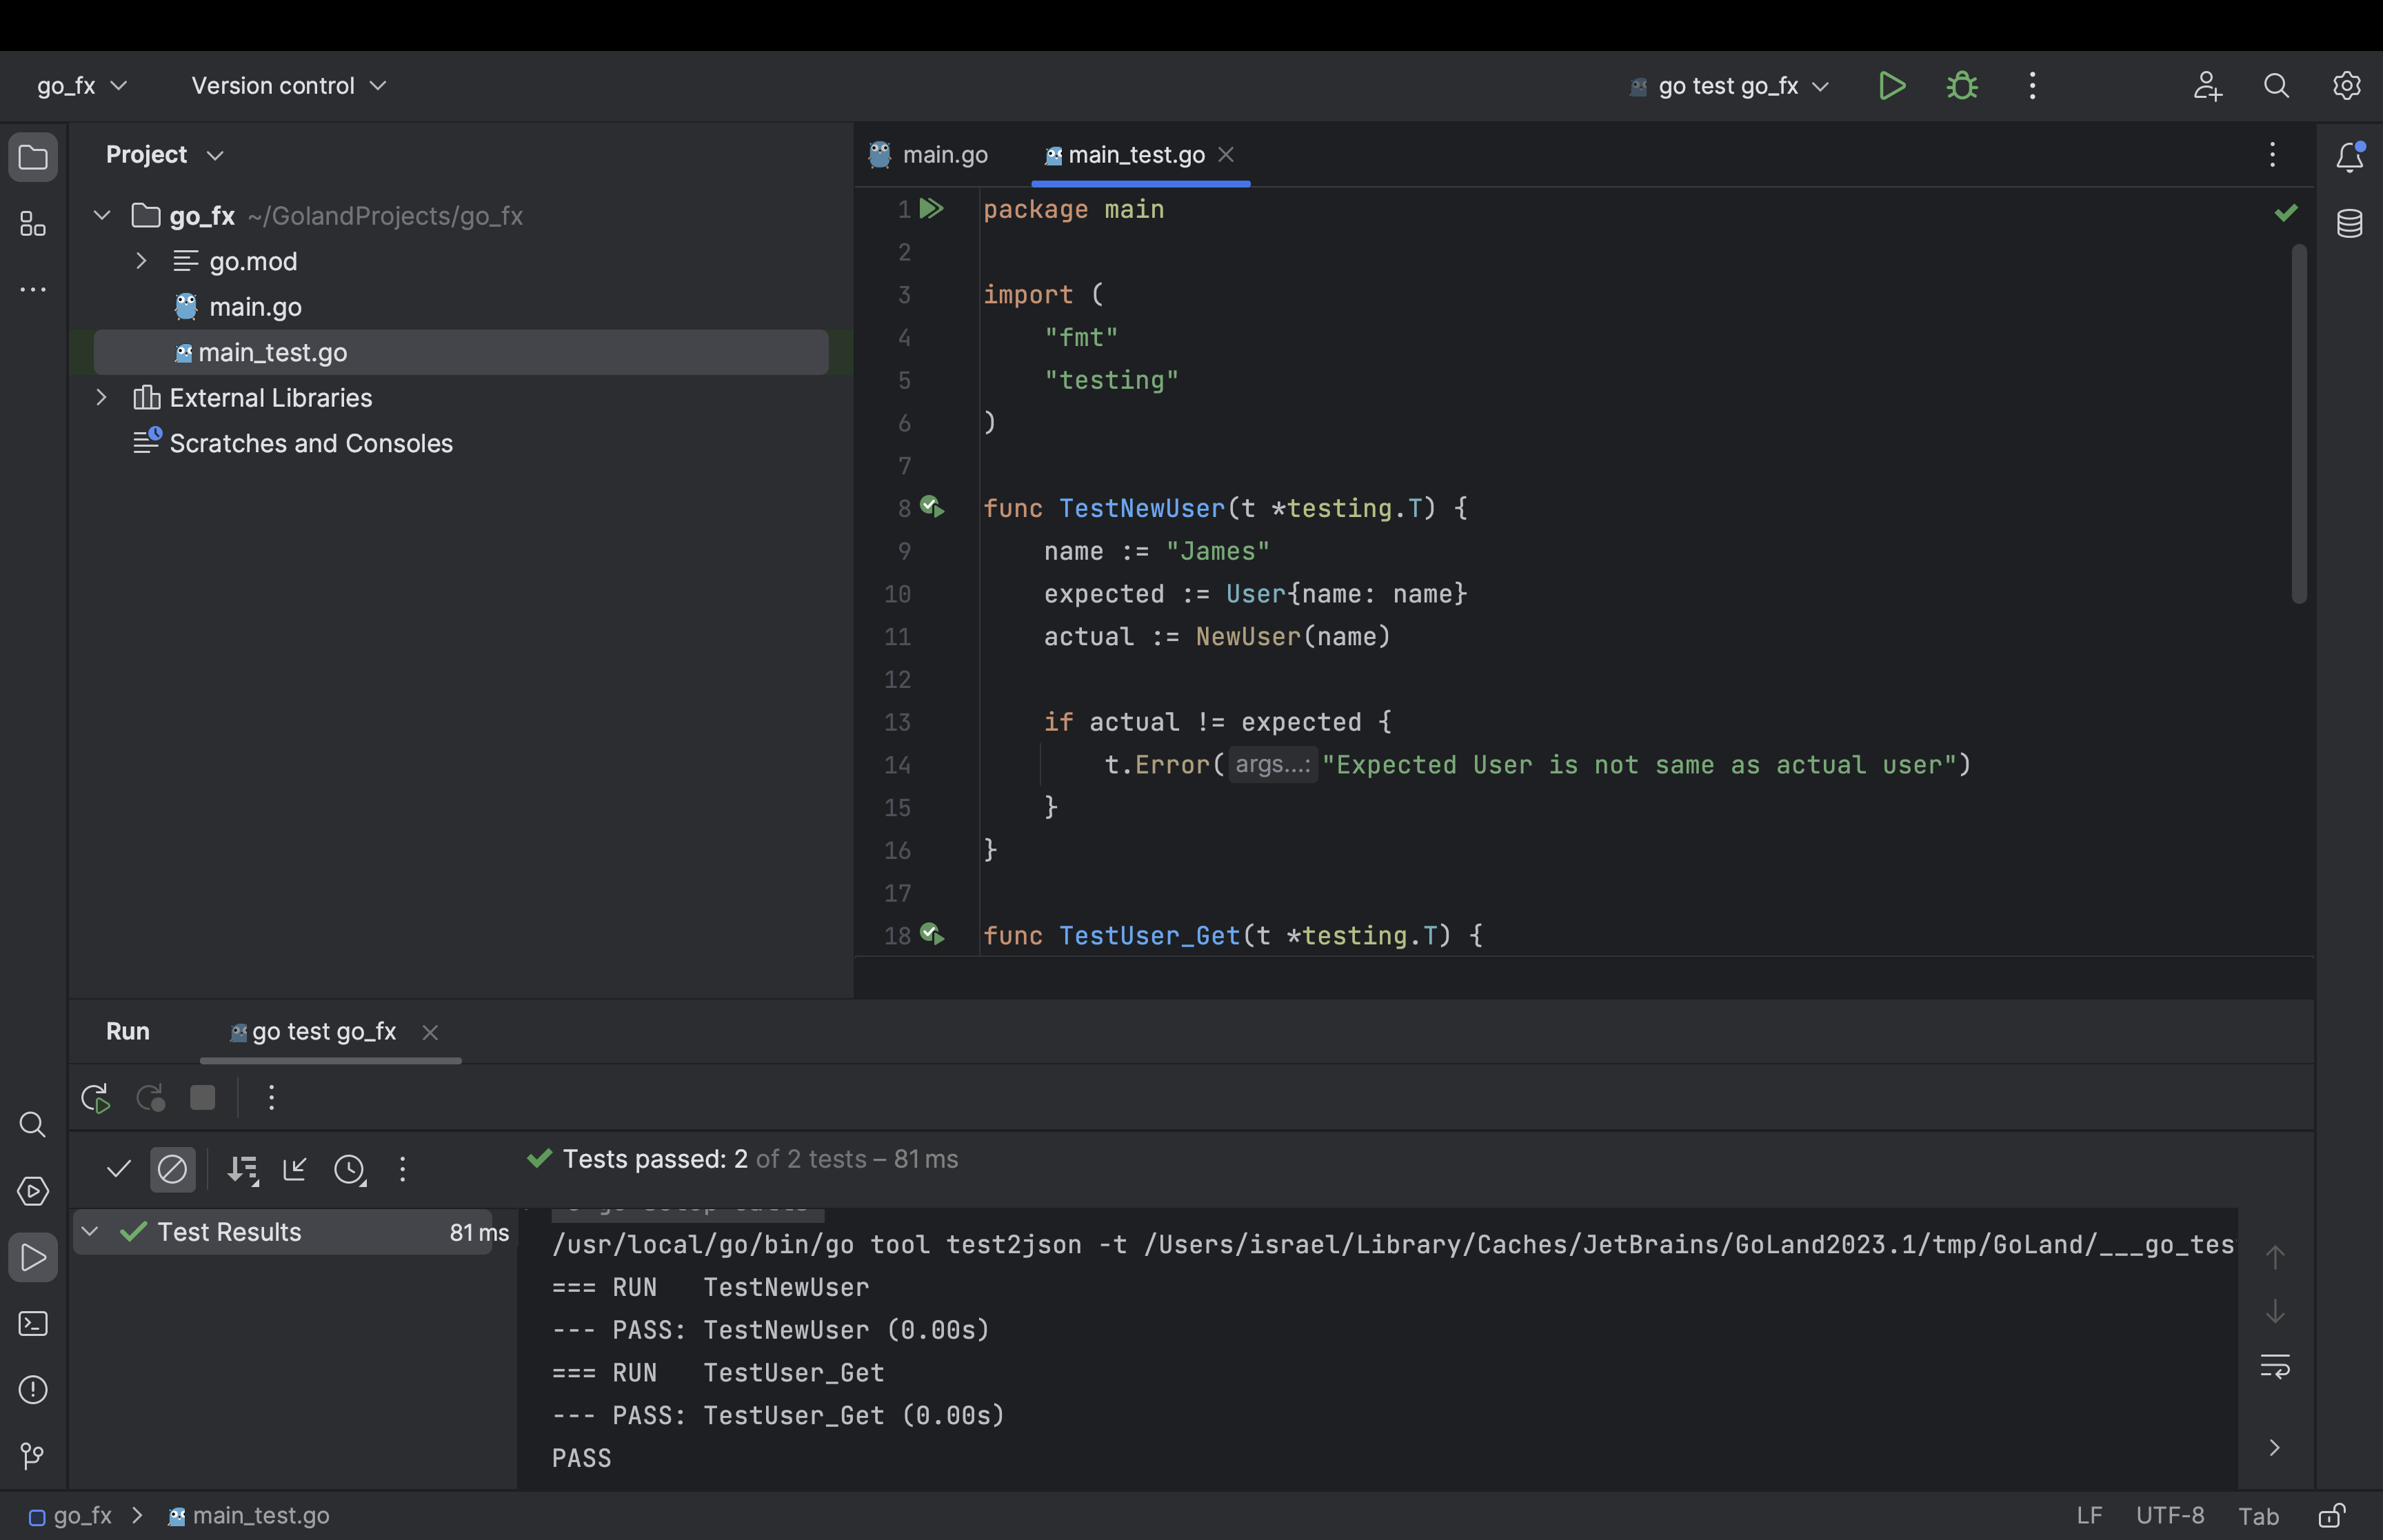 go_fx
Version control
go test go_fx
Project
main.go
main_test.go
go_fx ~/GolandProjects/go_fx
go.mod
main.go
main_test.go
External Libraries
Scratches and Consoles
1 package main
2
3 import (
4 "fmt"
5 "testing"
6 )
7
8 func TestNewUser(t *testing.T) {
9 name := "James"
10 expected := User{name: name}
11 actual := NewUser(name)
12
13 if actual != expected {
14 t.Error( args...: "Expected User is not same as actual user")
15 }
16 }
17
18 func TestUser_Get(t *testing.T) {
Run
go test go_fx
Tests passed: 2 of 2 tests – 81 ms
Test Results 81 ms
/usr/local/go/bin/go tool test2json -t /Users/israel/Library/Caches/JetBrains/GoLand2023.1/tmp/GoLand/___go_tes
=== RUN   TestNewUser
--- PASS: TestNewUser (0.00s)
=== RUN   TestUser_Get
--- PASS: TestUser_Get (0.00s)
PASS
go_fx
main_test.go
LF
UTF-8
Tab